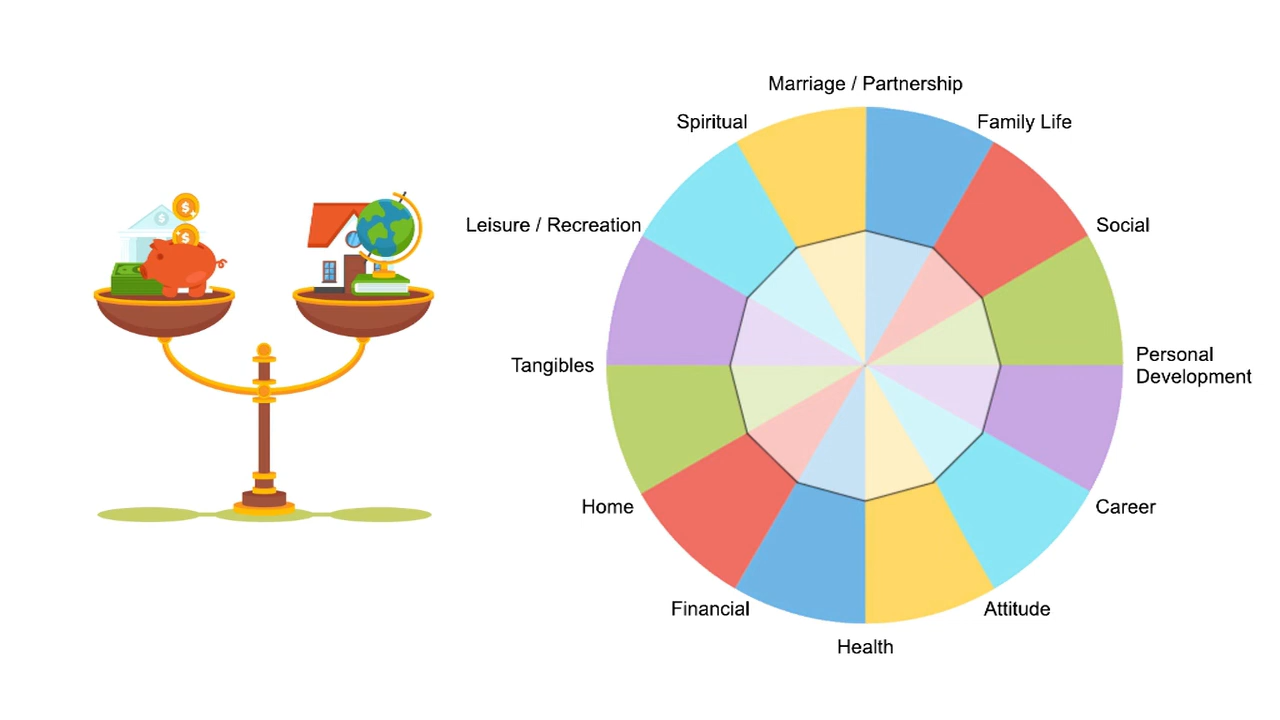 Marriage / Partnership
Spiritual
Family Life
Leisure / Recreation
Social
Tangibles
Personal
Development
Home
Career
Financial
Attitude
Health
$
$
$